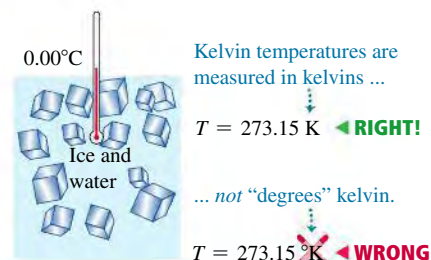 0.00°C
Ice and
water
Kelvin temperatures are
measured in kelvins ...
T = 273.15 K ◄ RIGHT!
... not “degrees” kelvin.
T = 273.15 °K ◄ WRONG